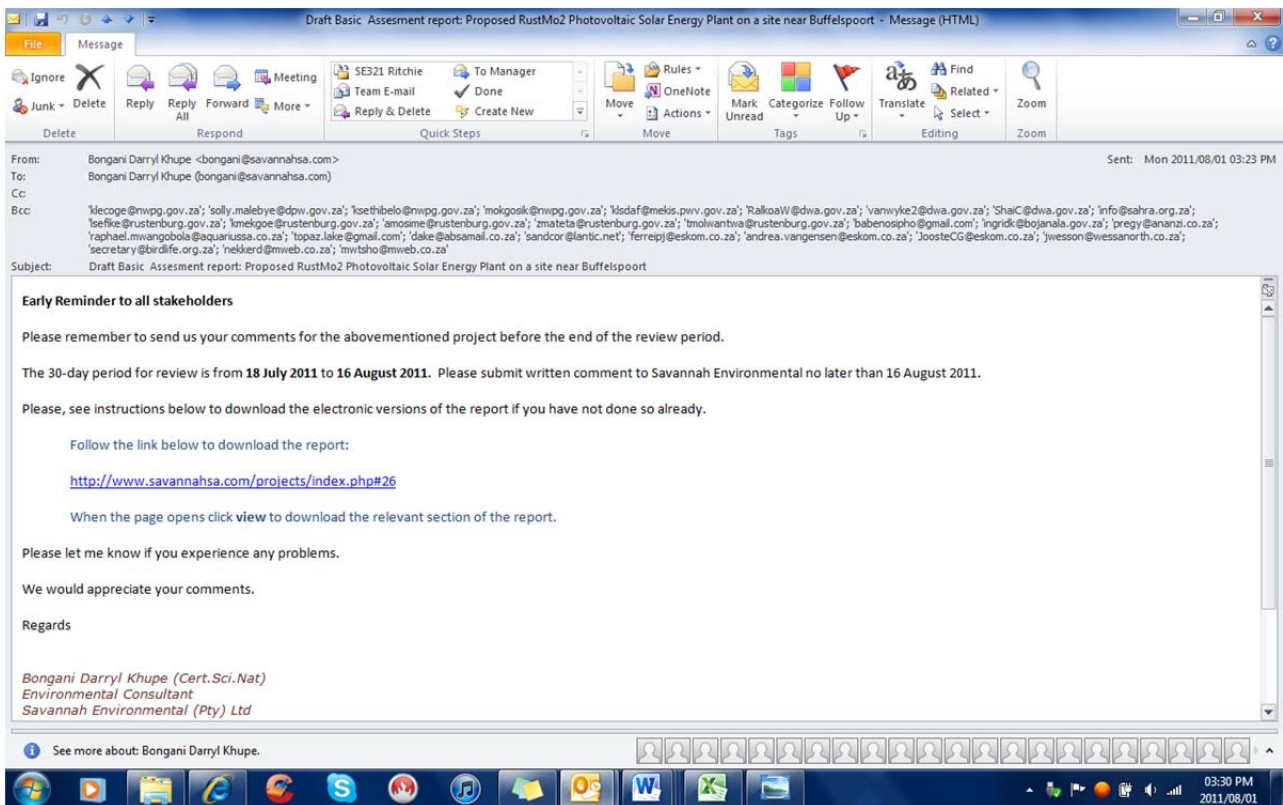 Draft Basic  Assesment report: Proposed RustMo2 Photovoltaic Solar Energy Plant on a site near Buffelspoort - Message (HTML)
File Message
Ignore
Junk
Delete
Reply
Reply All
Forward
Meeting
More
SE321 Ritchie
Team E-mail
Reply & Delete
To Manager
Done
Create New
Move
Rules
OneNote
Actions
Mark Unread
Categorize
Follow Up
Translate
Find
Related
Select
Zoom
Delete Respond Quick Steps Move Tags Editing Zoom
From: Bongani Darryl Khupe <bongani@savannahsa.com> Sent: Mon 2011/08/01 03:23 PM
To: Bongani Darryl Khupe (bongani@savannahsa.com)
Cc:
Bcc: 'klecoge@nwpg.gov.za'; 'solly.malebye@dpw.gov.za'; 'ksethibelo@nwpg.gov.za'; 'mokgosik@nwpg.gov.za'; 'klsdaf@mekis.pwv.gov.za'; 'RalkoaW@dwa.gov.za'; 'vanwyke2@dwa.gov.za'; 'ShaiC@dwa.gov.za'; 'info@sahra.org.za';
'lsefike@rustenburg.gov.za'; 'kmekgoe@rustenburg.gov.za'; 'amosime@rustenburg.gov.za'; 'zmateta@rustenburg.gov.za'; 'tmolwantwa@rustenburg.gov.za'; 'babenosipho@gmail.com'; 'ingridk@bojanala.gov.za'; 'pregy@ananzi.co.za';
'raphael.mwangobola@aquariussa.co.za'; 'topaz.lake@gmail.com'; 'dake@absamail.co.za'; 'sandcor@lantic.net'; 'ferreipj@eskom.co.za'; 'andrea.vangensen@eskom.co.za'; 'JoosteCG@eskom.co.za'; 'jwesson@wessanorth.co.za';
'secretary@birdlife.org.za'; 'nekkerd@mweb.co.za'; 'mwtsho@mweb.co.za'
Subject: Draft Basic  Assesment report: Proposed RustMo2 Photovoltaic Solar Energy Plant on a site near Buffelspoort
Early Reminder to all stakeholders
Please remember to send us your comments for the abovementioned project before the end of the review period.
The 30-day period for review is from 18 July 2011 to 16 August 2011.  Please submit written comment to Savannah Environmental no later than 16 August 2011.
Please, see instructions below to download the electronic versions of the report if you have not done so already.
Follow the link below to download the report:
http://www.savannahsa.com/projects/index.php#26
When the page opens click view to download the relevant section of the report.
Please let me know if you experience any problems.
We would appreciate your comments.
Regards
Bongani Darryl Khupe (Cert.Sci.Nat)
Environmental Consultant
Savannah Environmental (Pty) Ltd
See more about: Bongani Darryl Khupe.
03:30 PM
2011/08/01